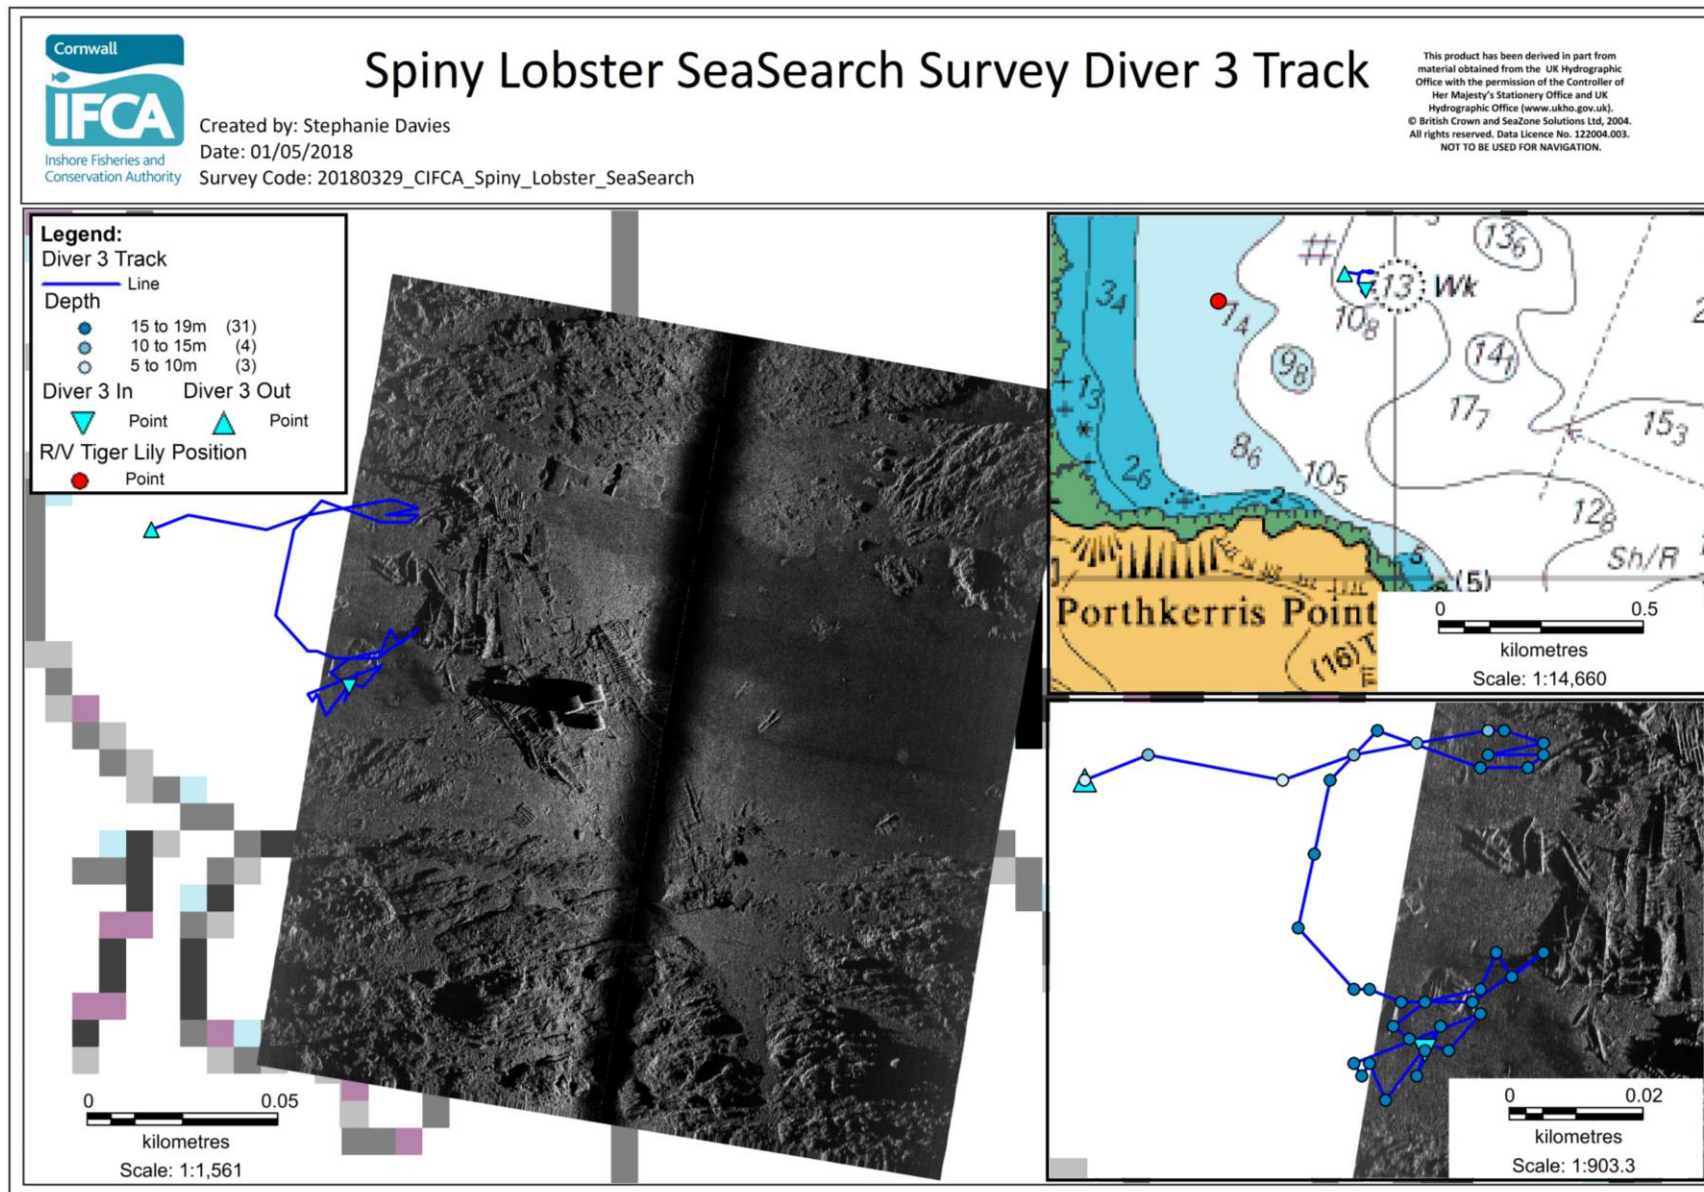 Cornwall
IFCA
Inshore Fisheries and
Conservation Authority
Spiny Lobster SeaSearch Survey Diver 3 Track
Created by: Stephanie Davies
Date: 01/05/2018
Survey Code: 20180329_CIFCA_Spiny_Lobster_SeaSearch
This product has been derived in part from
material obtained from the UK Hydrographic
Office with the permission of the Controller of
Her Majesty's Stationery Office and UK
Hydrographic Office (www.ukho.gov.uk).
© British Crown and SeaZone Solutions Ltd, 2004.
All rights reserved. Data Licence No. 122004.003.
NOT TO BE USED FOR NAVIGATION.
Legend:
Diver 3 Track
Line
Depth
15 to 19m (31)
10 to 15m (4)
5 to 10m (3)
Diver 3 In Diver 3 Out
Point Point
R/V Tiger Lily Position
Point
0 0.05
kilometres
Scale: 1:1,561
13₆
3₄
13 Wk
7₄
10₈
9₈
14₁
1₃
17₇
15₃
8₆
2₆
10₅
2
12₈
5
Sh/R
(5)
Porthkerris Point
(16)
0 0.5
kilometres
Scale: 1:14,660
0 0.02
kilometres
Scale: 1:903.3